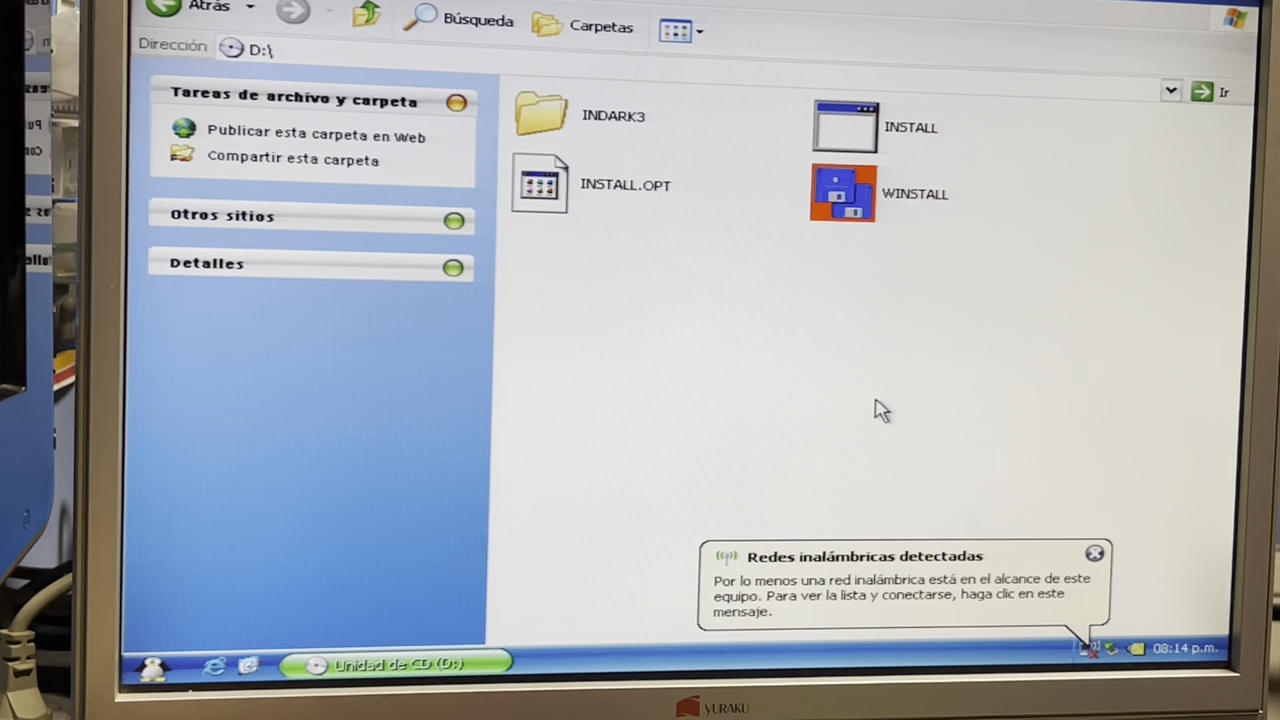 Atrás
Búsqueda
Carpetas
Dirección
D:\
Ir
Tareas de archivo y carpeta
Publicar esta carpeta en Web
Compartir esta carpeta
Otros sitios
Detalles
INDARK3
INSTALL
INSTALL.OPT
WINSTALL
Redes inalámbricas detectadas
Por lo menos una red inalámbrica está en el alcance de este
equipo. Para ver la lista y conectarse, haga clic en este
mensaje.
Unidad de CD (D:)
08:14 p.m.
YURAKU